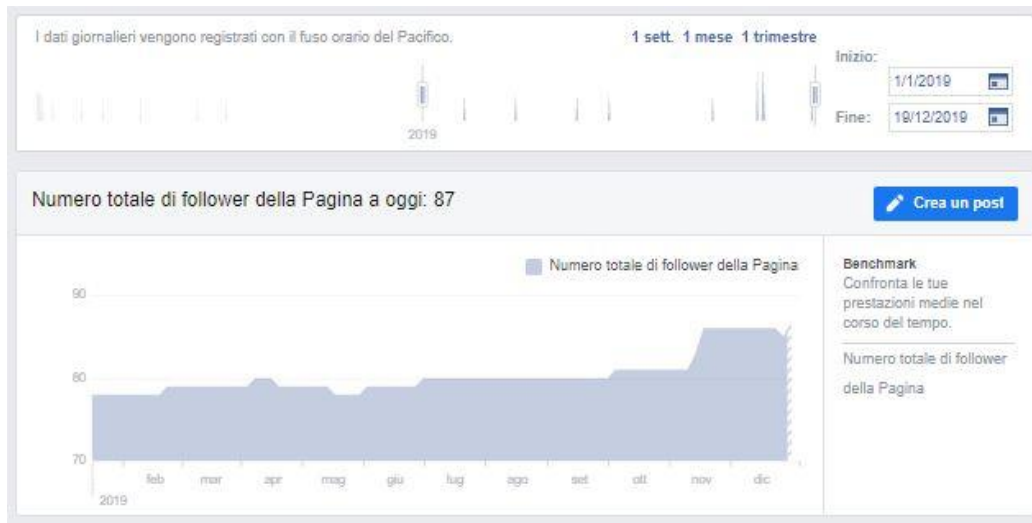 I dati giornalieri vengono registrati con il fuso orario del Pacifico.
1 sett. 1 mese 1 trimestre
Inizio:
1/1/2019
Fine:
19/12/2019
2019
Numero totale di follower della Pagina a oggi: 87
Crea un post
Numero totale di follower della Pagina
90
80
70
feb mar apr mag giu lug ago set ott nov dic
2019
Benchmark
Confronta le tue
prestazioni medie nel
corso del tempo.
Numero totale di follower
della Pagina